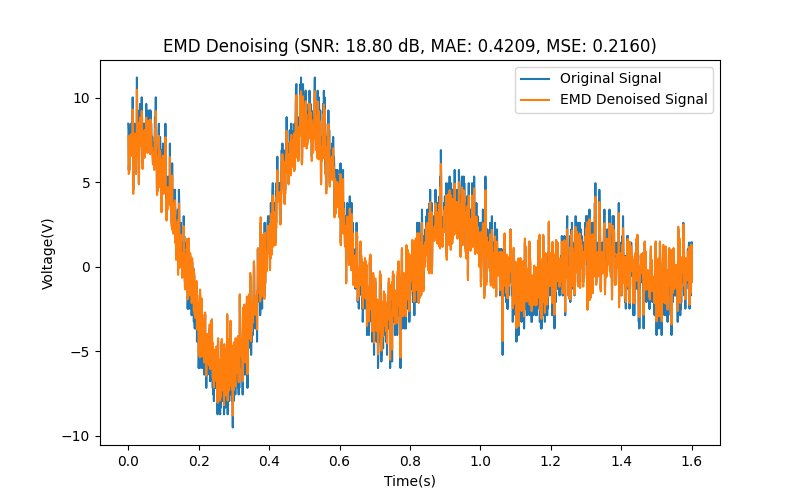 EMD Denoising (SNR: 18.80 dB, MAE: 0.4209, MSE: 0.2160)
Original Signal
EMD Denoised Signal
Voltage(V)
10
5
0
−5
−10
0.0 0.2 0.4 0.6 0.8 1.0 1.2 1.4 1.6
Time(s)